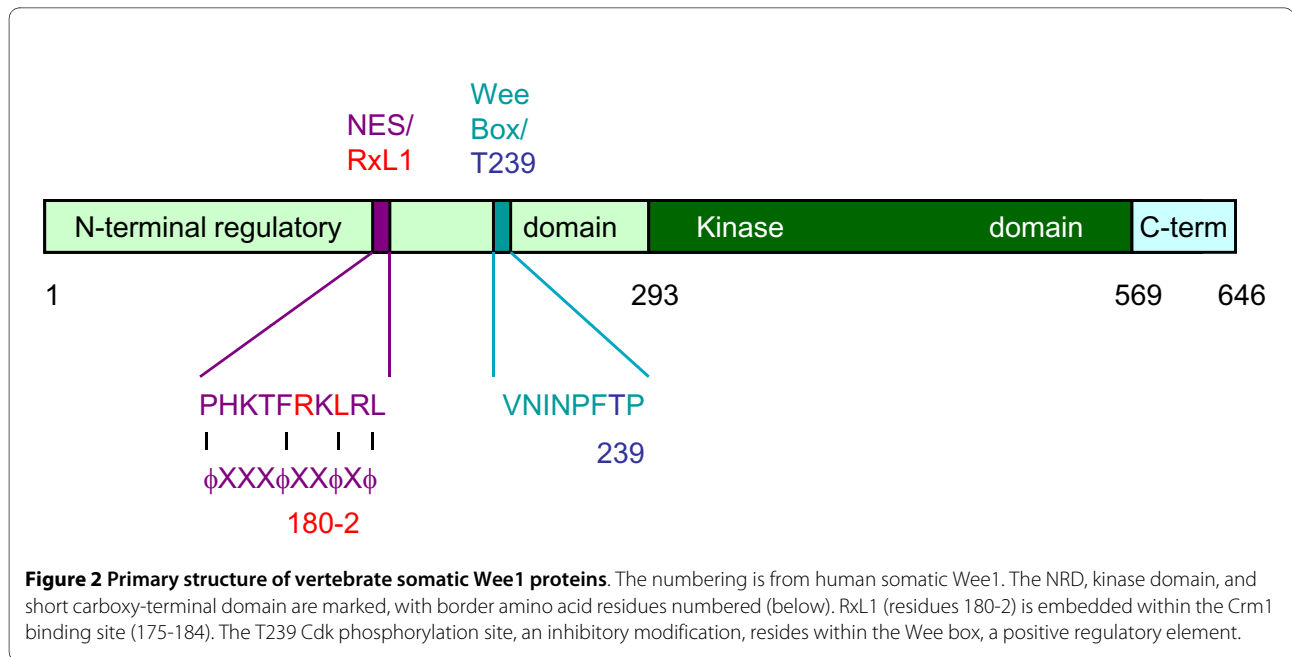 NES/
RxL1
Wee
Box/
T239
N-terminal regulatory domain Kinase domain C-term
1 293 569 646
PHKTFRKLRL
VNINPFTP
239
ϕXXXϕXXϕXϕ
180-2
Figure 2 Primary structure of vertebrate somatic Wee1 proteins. The numbering is from human somatic Wee1. The NRD, kinase domain, and
short carboxy-terminal domain are marked, with border amino acid residues numbered (below). RxL1 (residues 180-2) is embedded within the Crm1
binding site (175-184). The T239 Cdk phosphorylation site, an inhibitory modification, resides within the Wee box, a positive regulatory element.